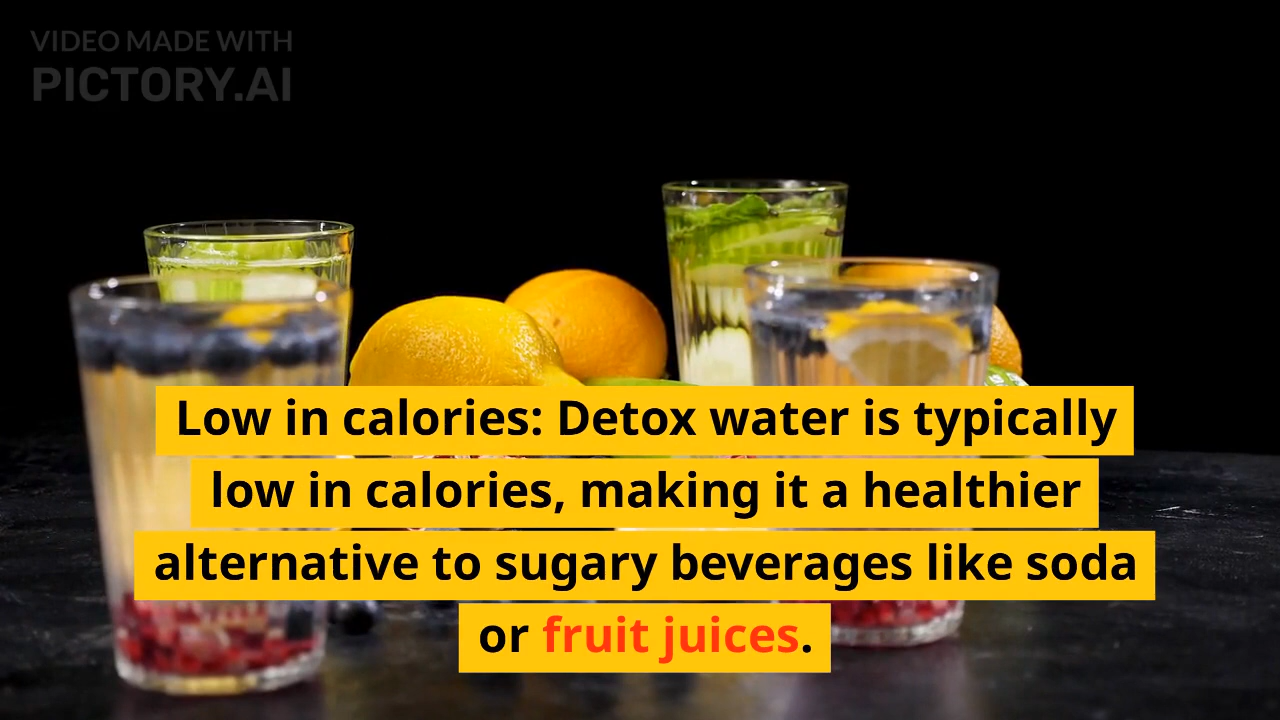 VIDEO MADE WITH
PICTORY.AI
Low in calories: Detox water is typically
low in calories, making it a healthier
alternative to sugary beverages like soda
or fruit juices.